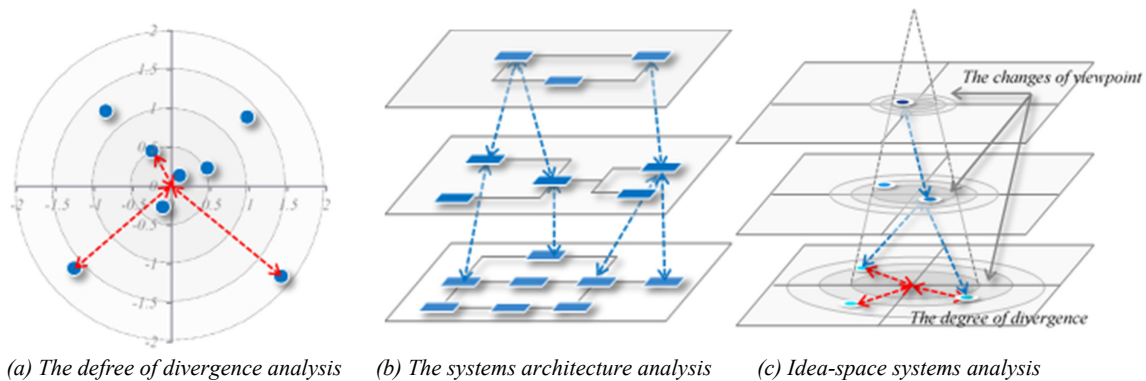 2
1.5
1
0.5
-2 -1.5 -1 -0.5 0 0.5 1 1.5 2
-0.5
-1
-1.5
-2
The changes of viewpoint
The degree of divergence
(a) The defree of divergence analysis
(b) The systems architecture analysis
(c) Idea-space systems analysis